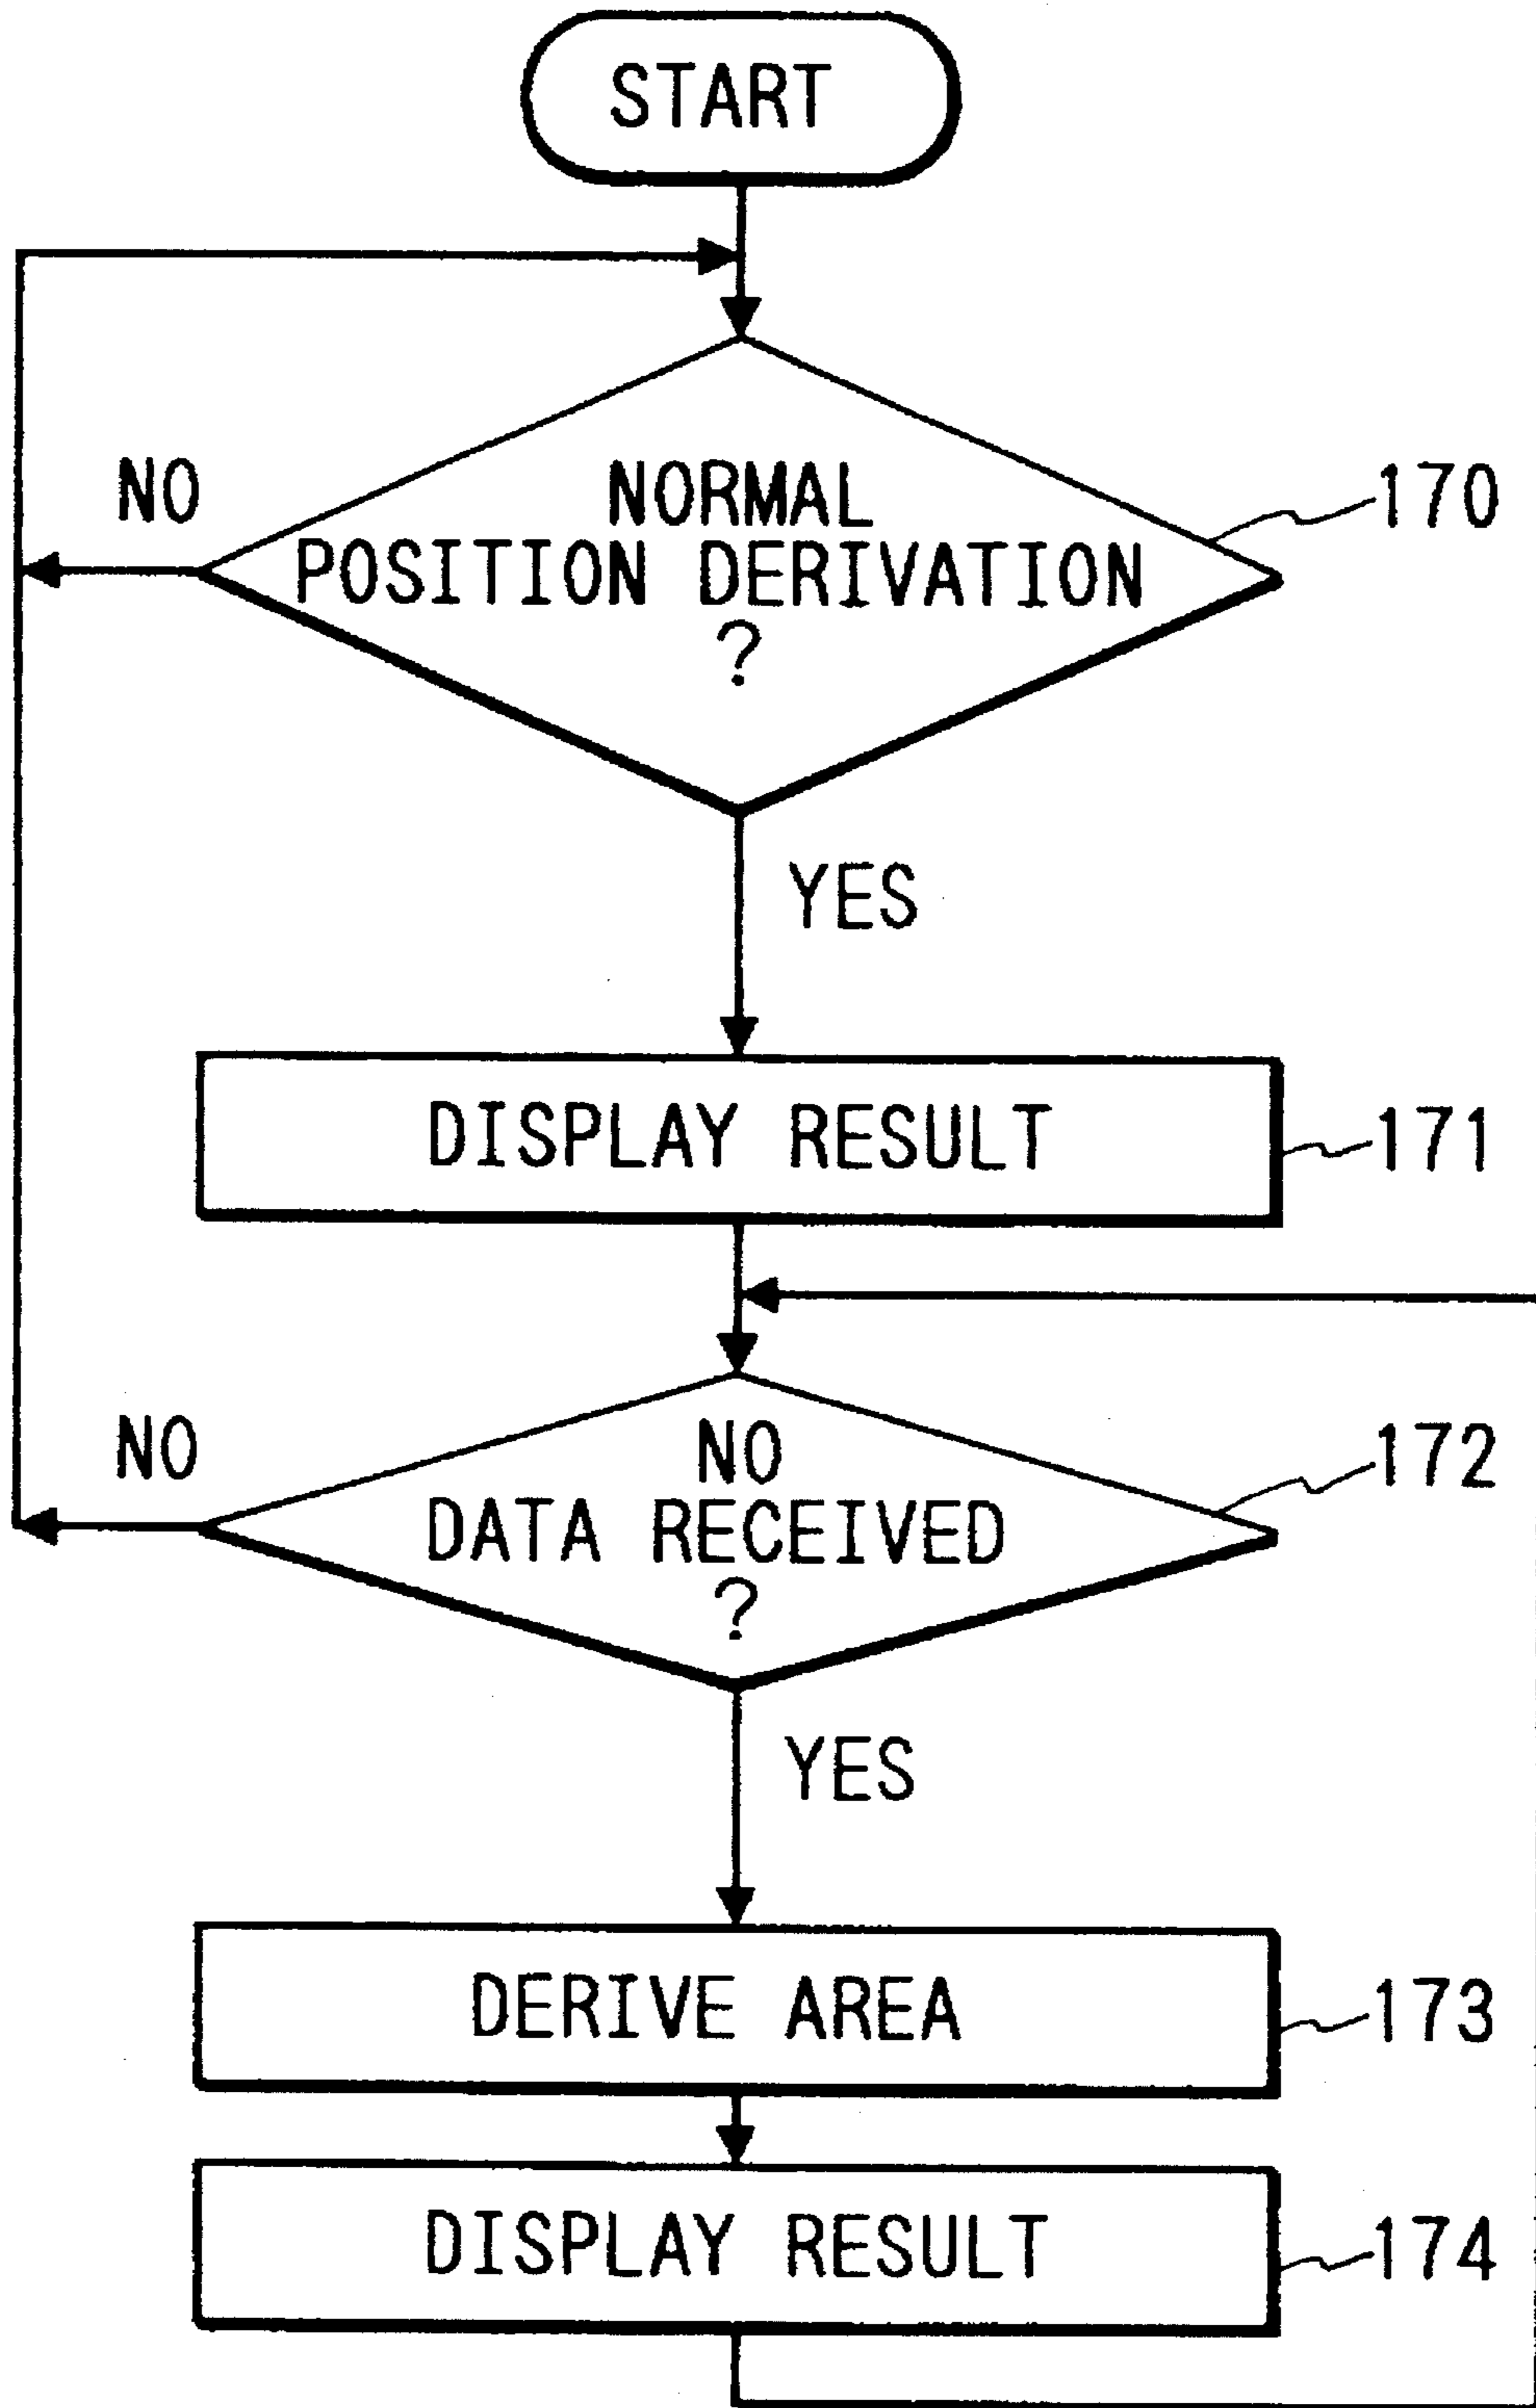 START
NO
NORMAL
POSITION DERIVATION
?
170
YES
DISPLAY RESULT
171
NO
NO
DATA RECEIVED
?
172
YES
DERIVE AREA
173
DISPLAY RESULT
174